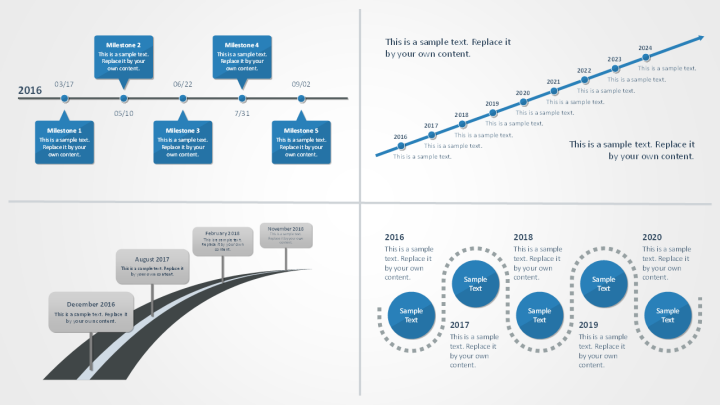 Milestone 2
This is a sample text.
Replace it by your
own content.
Milestone 4
This is a sample text.
Replace it by your
own content.
2016
03/17
06/22
09/02
05/10
7/31
Milestone 1
This is a sample text.
Replace it by your
own content.
Milestone 3
This is a sample text.
Replace it by your
own content.
Milestone 5
This is a sample text.
Replace it by your
own content.
This is a sample text. Replace it
by your own content.
2024
This is a sample text.
2023
This is a sample text.
2022
This is a sample text.
2021
This is a sample text.
2020
This is a sample text.
2019
This is a sample text.
2018
This is a sample text.
2017
This is a sample text.
2016
This is a sample text.
This is a sample text. Replace it
by your own content.
November 2018
February 2018
This is a sample text.
Replace it by your own
content.
August 2017
This is a sample text. Replace it
by your own content.
December 2016
This is a sample text. Replace it
by your own content.
2016
This is a sample
text. Replace it
by your own
content.
2018
This is a sample
text. Replace it
by your own
content.
2020
This is a sample
text. Replace it
by your own
content.
Sample
Text
Sample
Text
Sample
Text
Sample
Text
Sample
Text
2017
This is a sample
text. Replace it
by your own
content.
2019
This is a sample
text. Replace it
by your own
content.